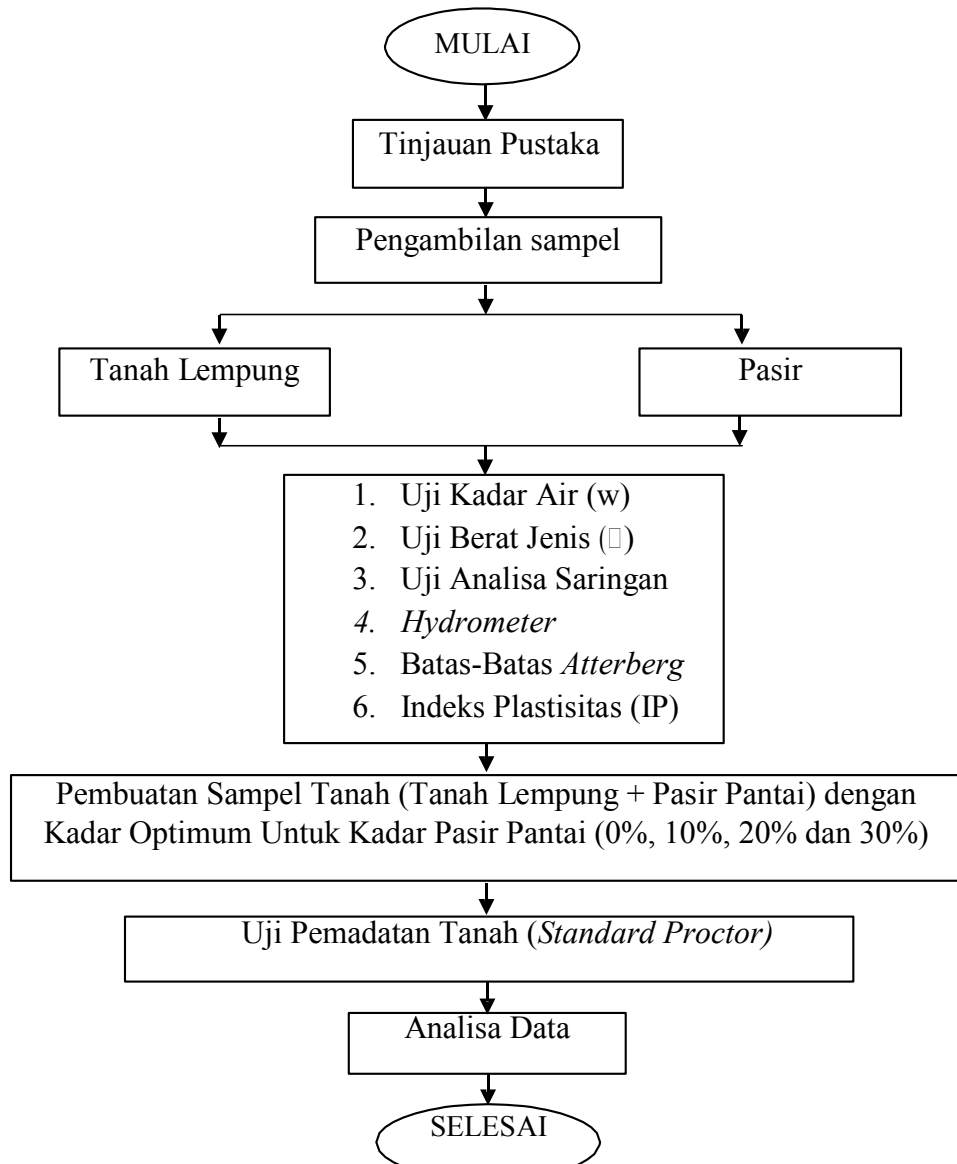 MULAI
Tinjauan Pustaka
Pengambilan sampel
Tanah Lempung
Pasir
1. Uji Kadar Air (w)
2. Uji Berat Jenis (▯)
3. Uji Analisa Saringan
4. Hydrometer
5. Batas-Batas Atterberg
6. Indeks Plastisitas (IP)
Pembuatan Sampel Tanah (Tanah Lempung + Pasir Pantai) dengan
Kadar Optimum Untuk Kadar Pasir Pantai (0%, 10%, 20% dan 30%)
Uji Pemadatan Tanah (Standard Proctor)
Analisa Data
SELESAI